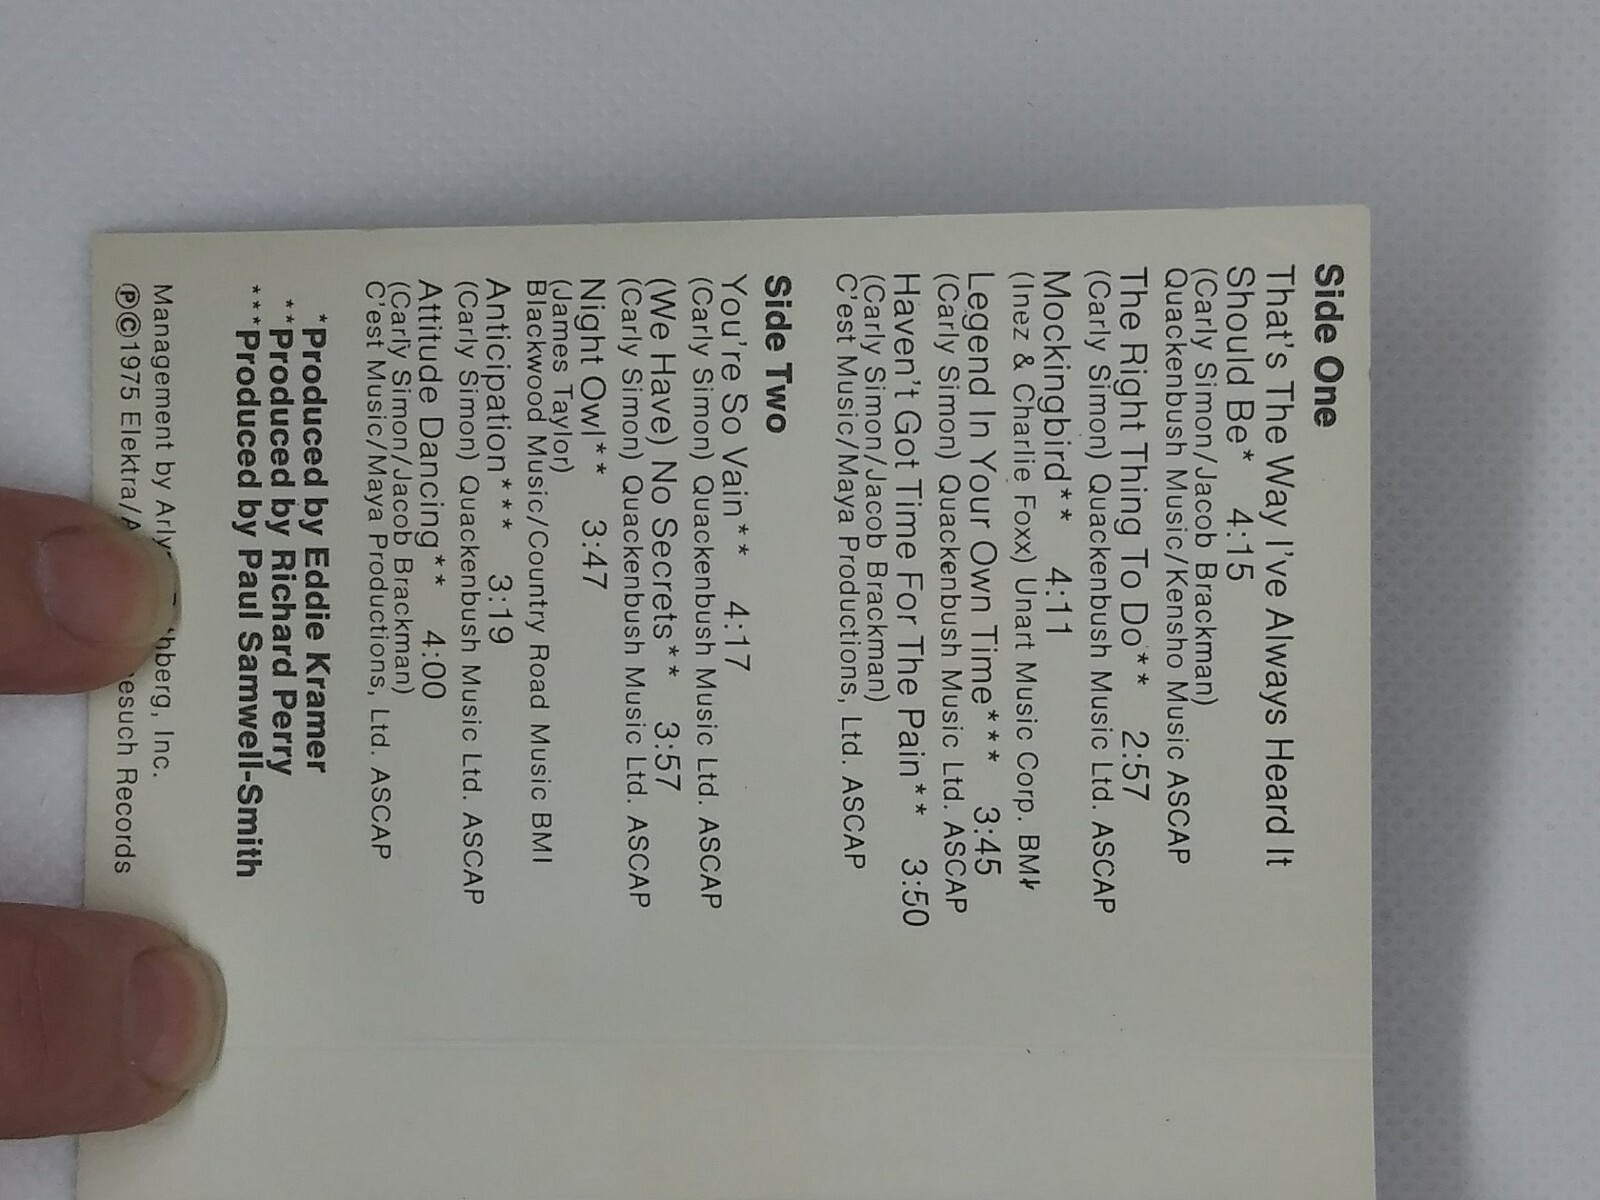 Side One
That's The Way I've Always Heard It
Should Be* 4:15
(Carly Simon/Jacob Brackman)
Quackenbush Music/Kensho Music ASCAP
The Right Thing To Do** 2:57
(Carly Simon) Quackenbush Music Ltd. ASCAP
Mockingbird** 4:11
(Inez & Charlie Foxx) Unart Music Corp. BMI
Legend In Your Own Time*** 3:45
(Carly Simon) Quackenbush Music Ltd. ASCAP
Haven't Got Time For The Pain** 3:50
(Carly Simon/Jacob Brackman)
C'est Music/Maya Productions, Ltd. ASCAP
Side Two
You're So Vain** 4:17
(Carly Simon) Quackenbush Music Ltd. ASCAP
(We Have) No Secrets** 3:57
(Carly Simon) Quackenbush Music Ltd. ASCAP
Night Owl** 3:47
(James Taylor)
Blackwood Music/Country Road Music BMI
Anticipation*** 3:19
(Carly Simon) Quackenbush Music Ltd. ASCAP
Attitude Dancing** 4:00
(Carly Simon/Jacob Brackman)
C'est Music/Maya Productions, Ltd. ASCAP
*Produced by Eddie Kramer
**Produced by Richard Perry
***Produced by Paul Samwell-Smith
Management by Inc.
℗©1975 Elektra/ Records